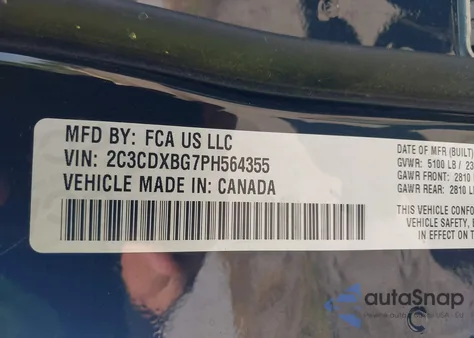 MFD BY: FCA US LLC
VIN: 2C3CDXBG7PH564355
VEHICLE MADE IN: CANADA
DATE OF MFR (BUILT)
GVWR: 5100 LB / 23
GAWR FRONT: 2810
GAWR REAR: 2810 L
THIS VEHICLE CONFO
VEHICLE SAFETY,
IN EFFECT ON T
autoSnap